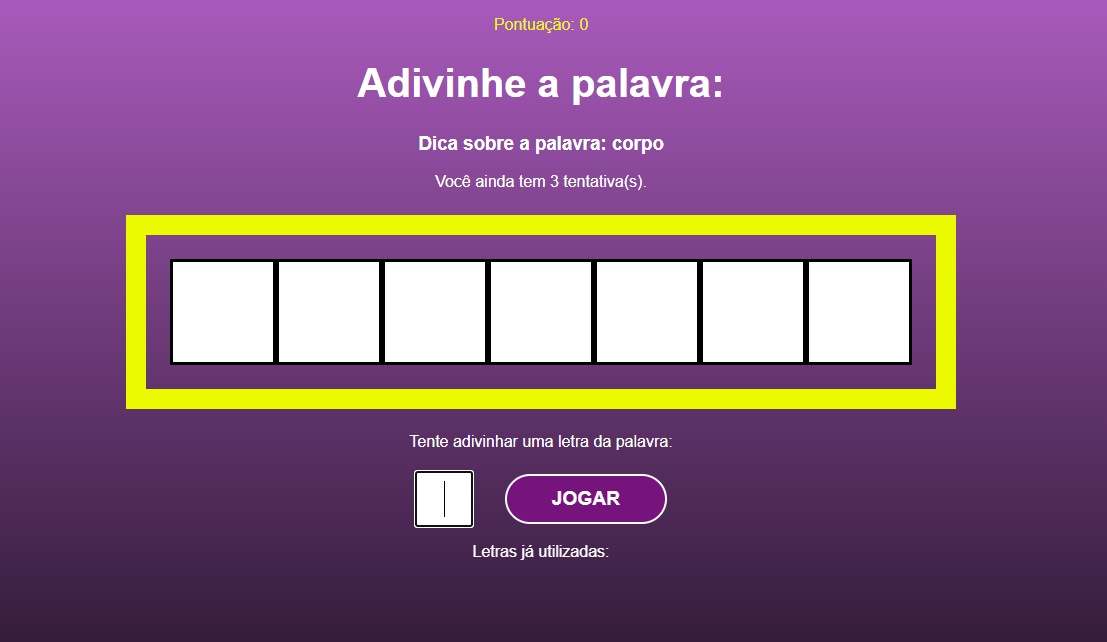 Pontuação: 0
Adivinhe a palavra:
Dica sobre a palavra: corpo
Você ainda tem 3 tentativa(s).
Tente adivinhar uma letra da palavra:
JOGAR
Letras já utilizadas: